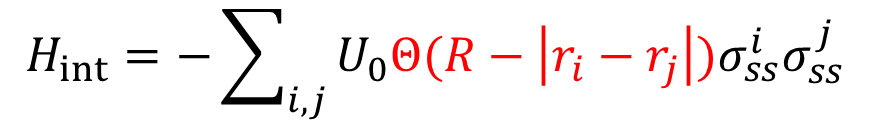 H_int = −∑_{i,j} U_0 Θ(R − |r_i − r_j|) σ_{ss}^i σ_{ss}^j